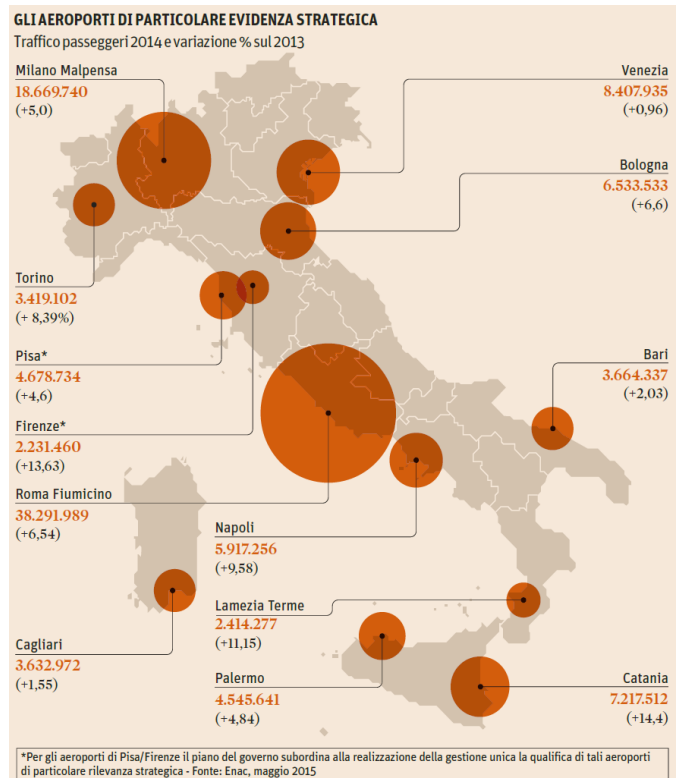 GLI AEROPORTI DI PARTICOLARE EVIDENZA STRATEGICA
Traffico passeggeri 2014 e variazione % sul 2013
Milano Malpensa
18.669.740
(+5,0)
Venezia
8.407.935
(+0,96)
Bologna
6.533.533
(+6,6)
Torino
3.419.102
(+ 8,39%)
Pisa*
4.678.734
(+4,6)
Bari
3.664.337
(+2,03)
Firenze*
2.231.460
(+13,63)
Roma Fiumicino
38.291.989
(+6,54)
Napoli
5.917.256
(+9,58)
Lamezia Terme
2.414.277
(+11,15)
Cagliari
3.632.972
(+1,55)
Palermo
4.545.641
(+4,84)
Catania
7.217.512
(+14,4)
*Per gli aeroporti di Pisa/Firenze il piano del governo subordina alla realizzazione della gestione unica la qualifica di tali aeroporti
di particolare rilevanza strategica - Fonte: Enac, maggio 2015